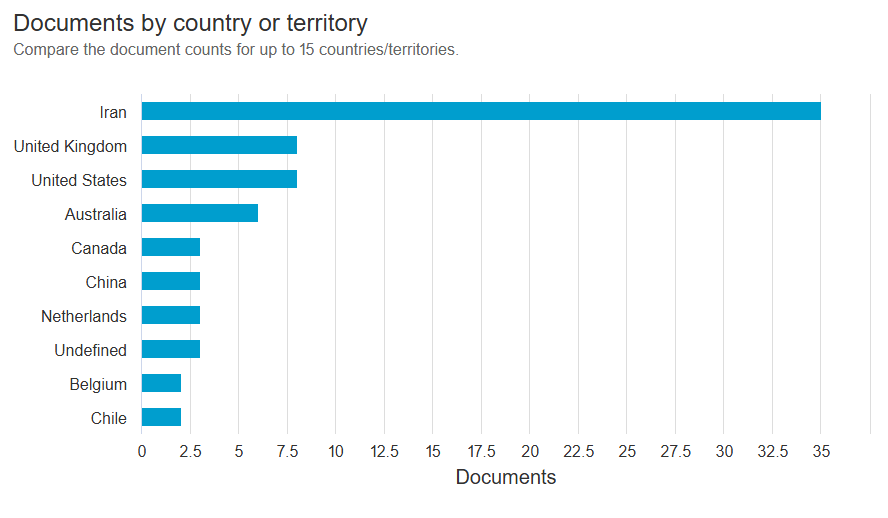 Documents by country or territory
Compare the document counts for up to 15 countries/territories.
Iran
United Kingdom
United States
Australia
Canada
China
Netherlands
Undefined
Belgium
Chile
0 2.5 5 7.5 10 12.5 15 17.5 20 22.5 25 27.5 30 32.5 35
Documents